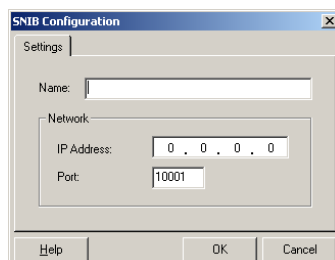 SNIB Configuration
Settings
Name:
Network
IP Address: 0 . 0 . 0 . 0
Port: 10001
Help OK Cancel